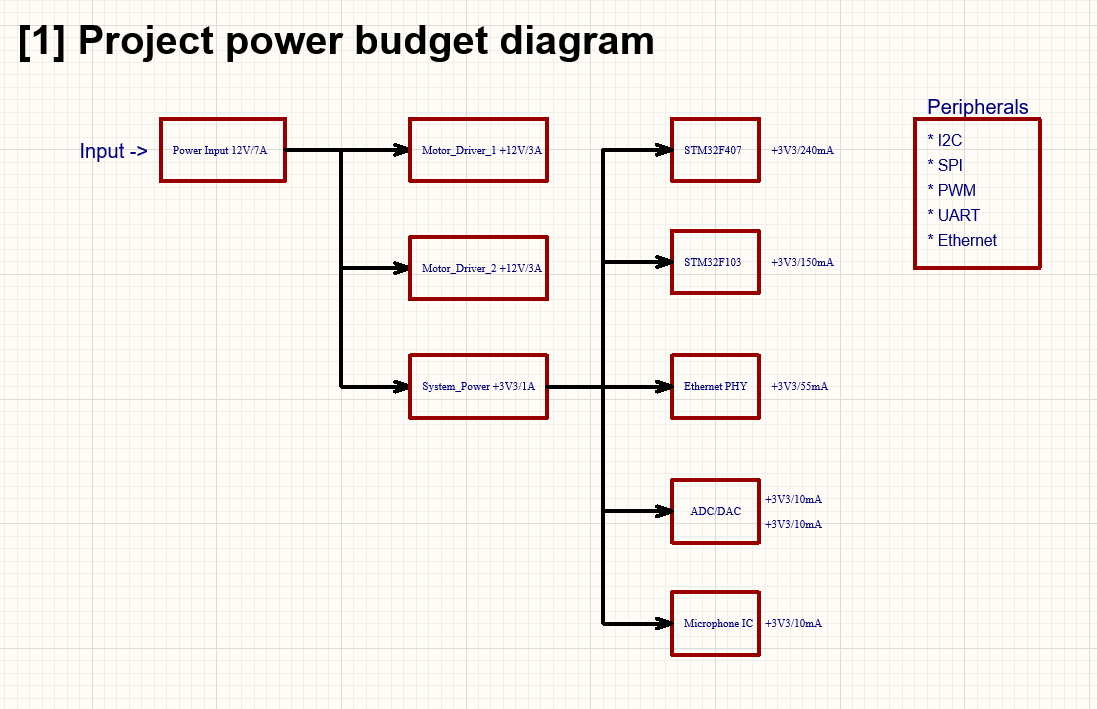 [1] Project power budget diagram
Input ->
Power Input 12V/7A
Motor_Driver_1 +12V/3A
Motor_Driver_2 +12V/3A
System_Power +3V3/1A
STM32F407
+3V3/240mA
STM32F103
+3V3/150mA
Ethernet PHY
+3V3/55mA
ADC/DAC
+3V3/10mA
+3V3/10mA
Microphone IC
+3V3/10mA
Peripherals
* I2C
* SPI
* PWM
* UART
* Ethernet